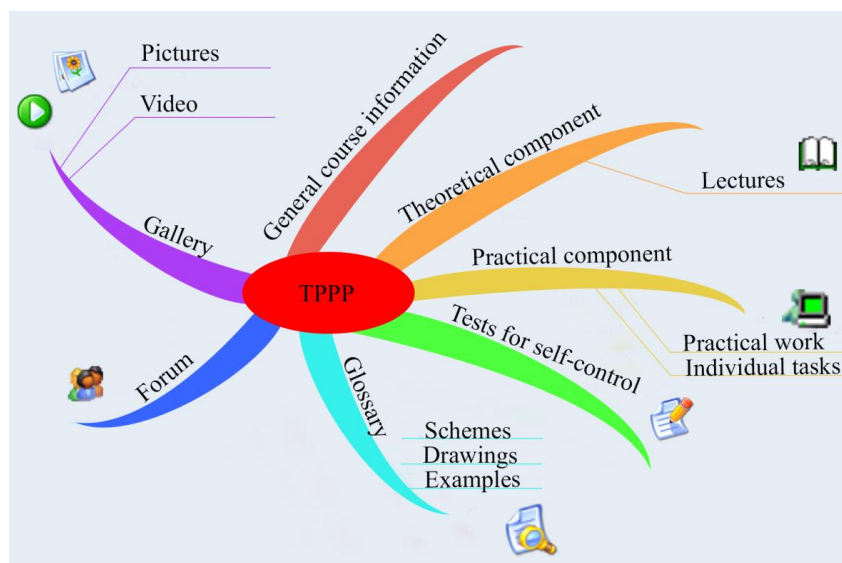 Pictures
Video
Gallery
General course information
Theoretical component
Lectures
Practical component
Practical work
Individual tasks
TPPP
Tests for self-control
Glossary
Schemes
Drawings
Examples
Forum